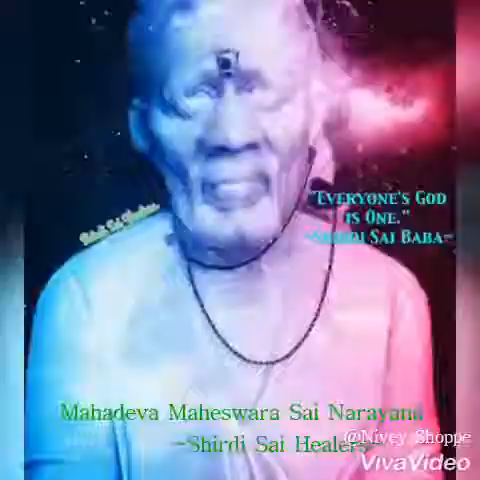 "Everyone's God
is One."
~Shirdi Sai Baba~
Mahadeva Maheswara Sai Narayana
~Shirdi Sai Healers~
@Nivey Shoppe
VivaVideo